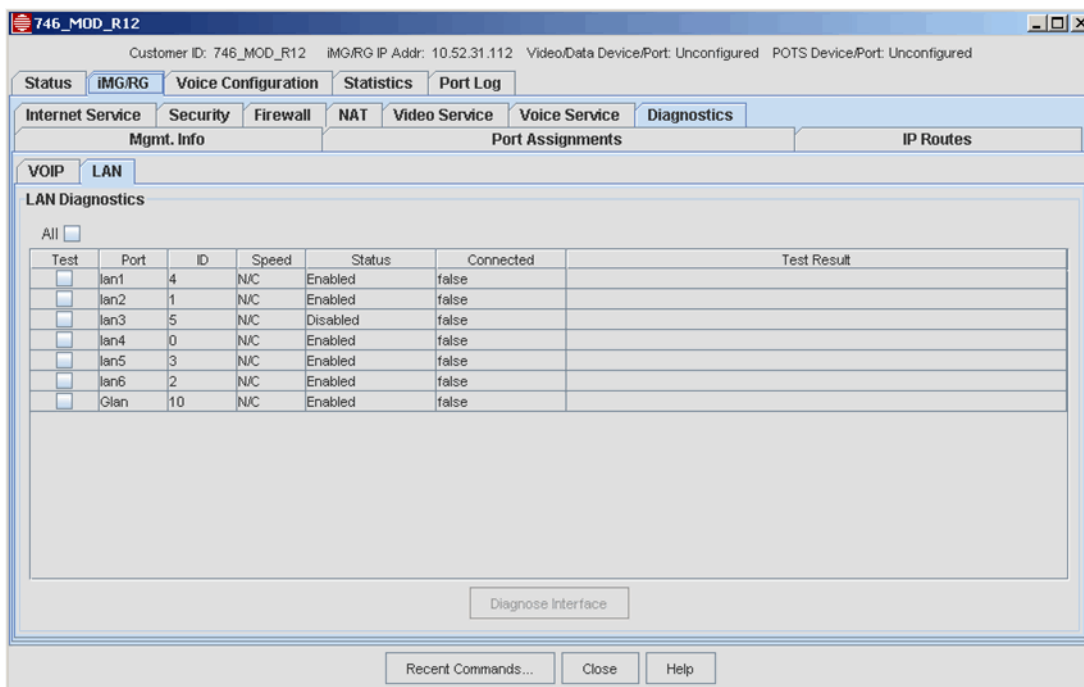 746_MOD_R12
Customer ID: 746_MOD_R12 iMG/RG IP Addr: 10.52.31.112 Video/Data Device/Port: Unconfigured POTS Device/Port: Unconfigured
Status iMG/RG Voice Configuration Statistics Port Log
Internet Service Security Firewall NAT Video Service Voice Service Diagnostics
Mgmt. Info Port Assignments IP Routes
VOIP LAN
LAN Diagnostics
All
Test Port ID Speed Status Connected Test Result
lan1 4 N/C Enabled false
lan2 1 N/C Enabled false
lan3 5 N/C Disabled false
lan4 0 N/C Enabled false
lan5 3 N/C Enabled false
lan6 2 N/C Enabled false
Glan 10 N/C Enabled false
Diagnose Interface
Recent Commands... Close Help